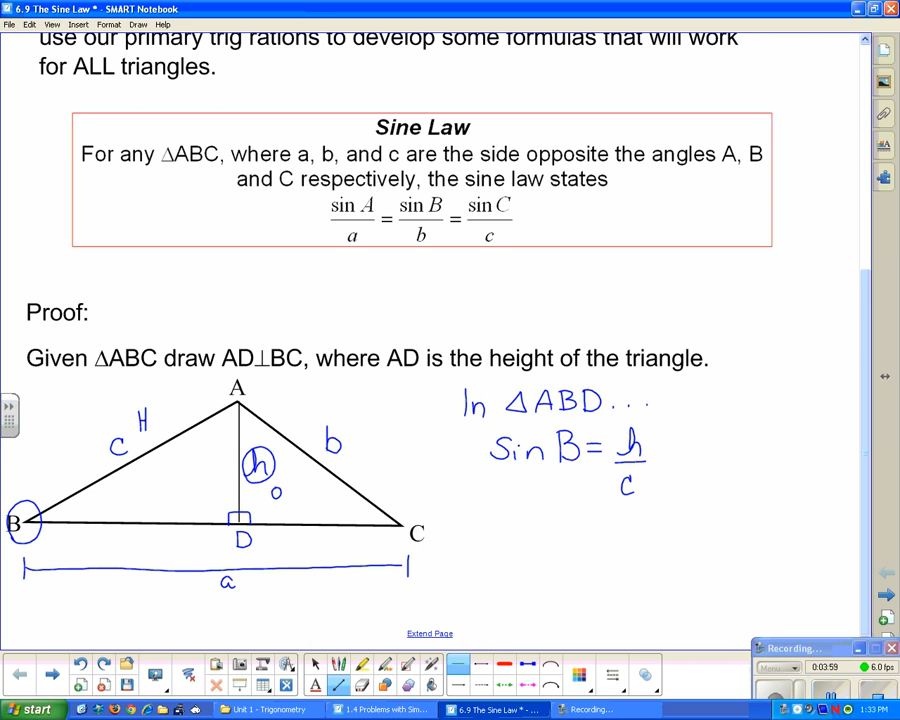 6.9 The Sine Law * - SMART Notebook
File Edit View Insert Format Draw Help
use our primary trig rations to develop some formulas that will work
for ALL triangles.
Sine Law
For any ΔABC, where a, b, and c are the side opposite the angles A, B
and C respectively, the sine law states
sin A / a = sin B / b = sin C / c
Proof:
Given ΔABC draw AD⊥BC, where AD is the height of the triangle.
A
In ΔABD...
H
c
b
Sin B = h / c
h
o
B
C
D
a
Extend Page
Recording...
Menu
03:59
6.0 fps
start
Unit 1 - Trigonometry
1.4 Problems with Sim...
6.9 The Sine Law * - ...
Recording...
1:33 PM